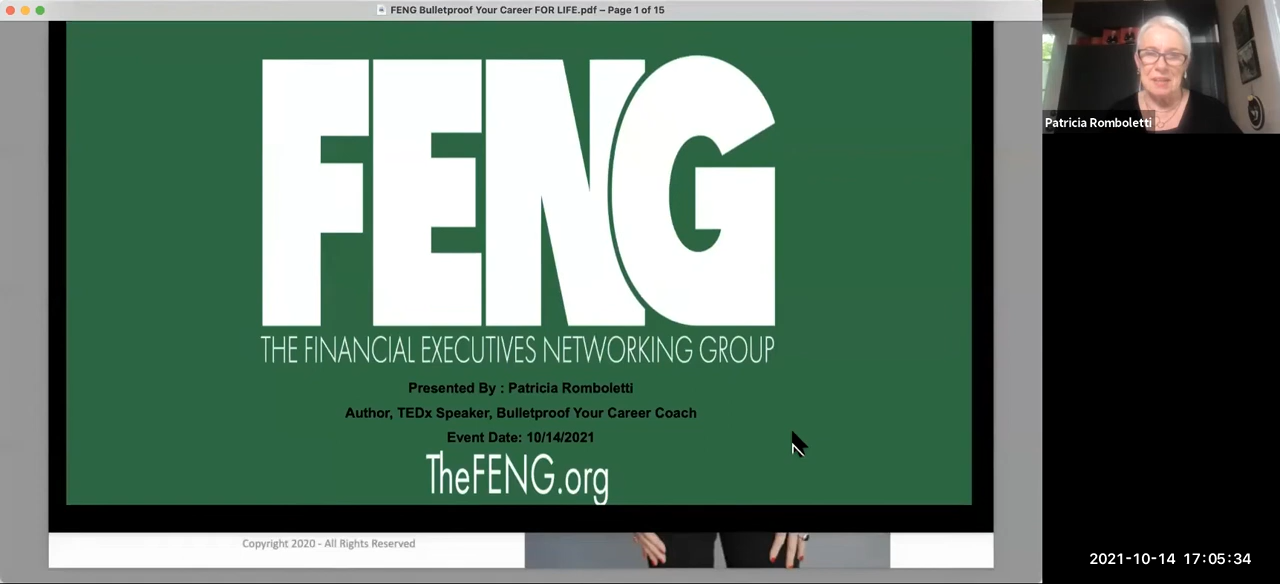 FENG Bulletproof Your Career FOR LIFE.pdf – Page 1 of 15
FENG
THE FINANCIAL EXECUTIVES NETWORKING GROUP
Presented By : Patricia Romboletti
Author, TEDx Speaker, Bulletproof Your Career Coach
Event Date: 10/14/2021
TheFENG.org
Copyright 2020 - All Rights Reserved
Patricia Romboletti
2021-10-14 17:05:34